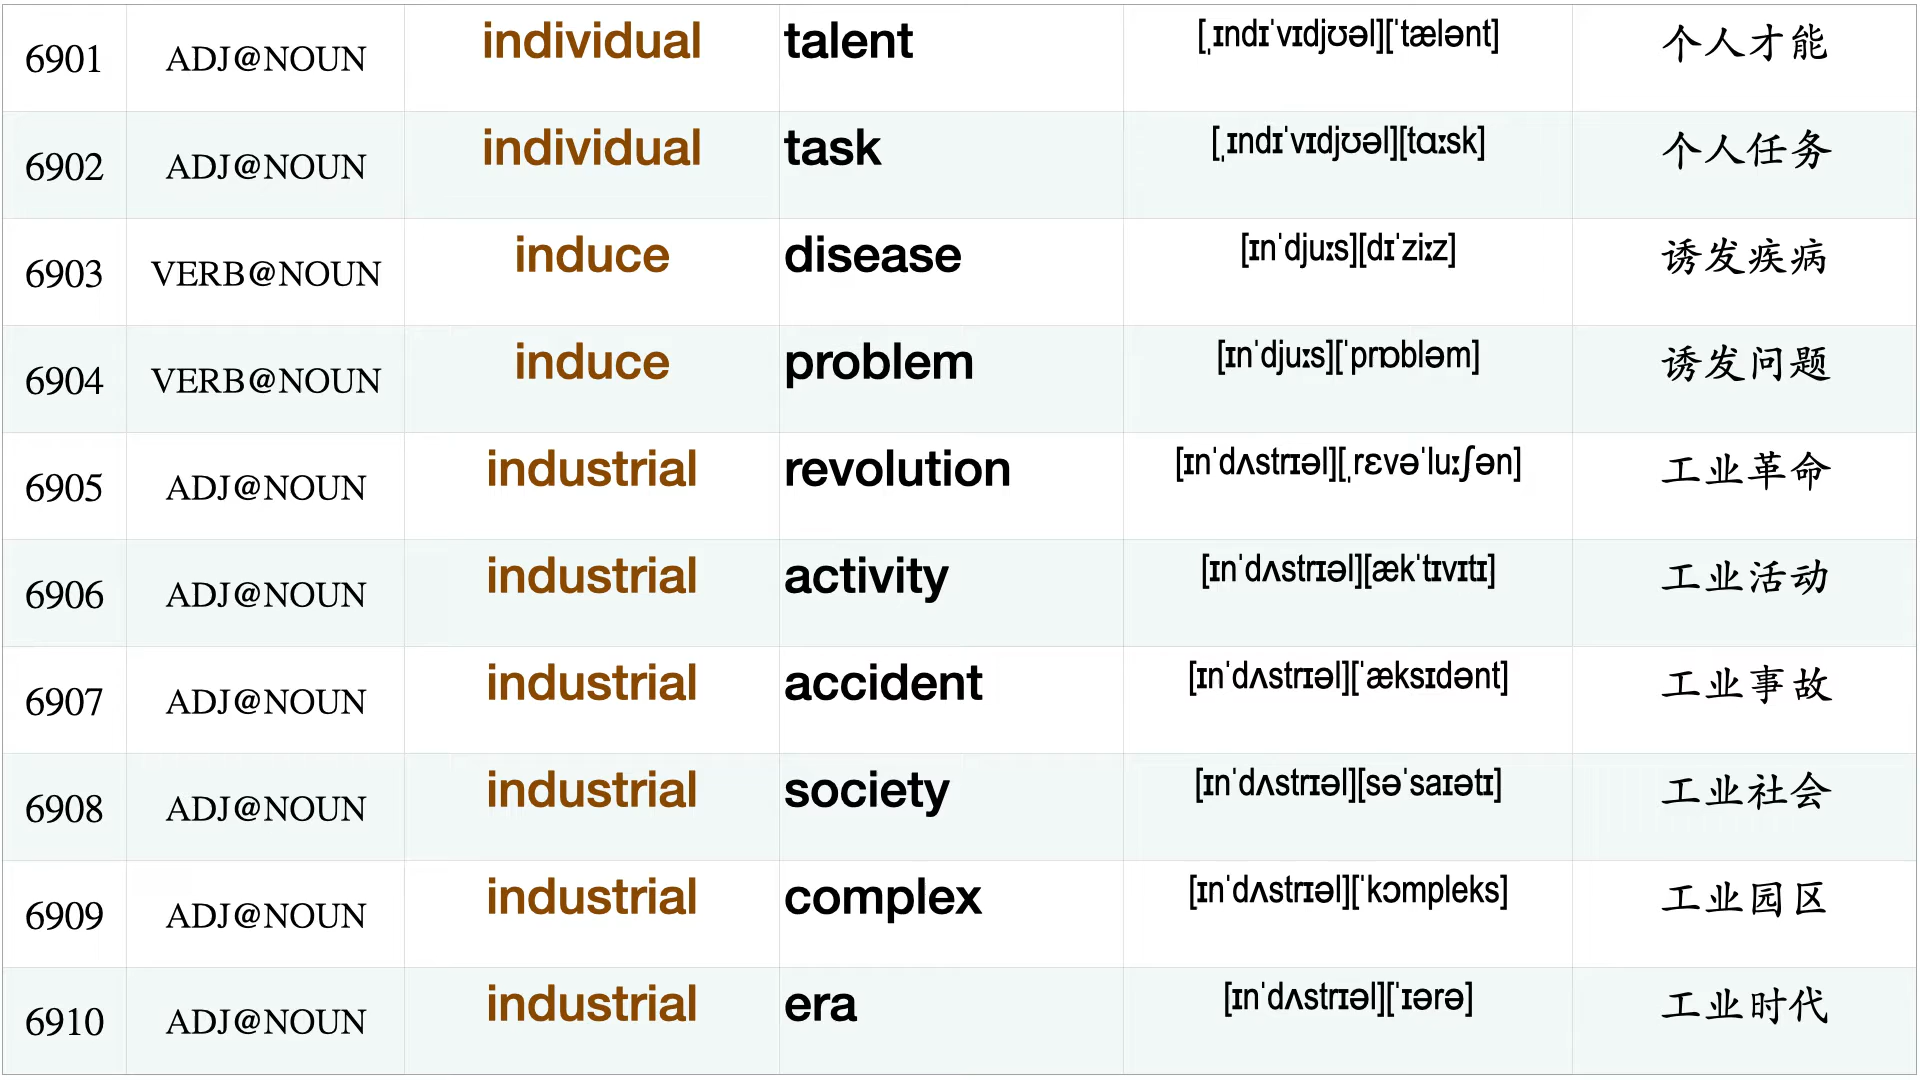 6901 ADJ@NOUN individual talent [ˌɪndɪˈvɪdjʊəl][ˈtælənt] 个人才能
6902 ADJ@NOUN individual task [ˌɪndɪˈvɪdjʊəl][tɑːsk] 个人任务
6903 VERB@NOUN induce disease [ɪnˈdjuːs][dɪˈziːz] 诱发疾病
6904 VERB@NOUN induce problem [ɪnˈdjuːs][ˈprɒbləm] 诱发问题
6905 ADJ@NOUN industrial revolution [ɪnˈdʌstrɪəl][ˌrɛvəˈluːʃən] 工业革命
6906 ADJ@NOUN industrial activity [ɪnˈdʌstrɪəl][ækˈtɪvɪtɪ] 工业活动
6907 ADJ@NOUN industrial accident [ɪnˈdʌstrɪəl][ˈæksɪdənt] 工业事故
6908 ADJ@NOUN industrial society [ɪnˈdʌstrɪəl][səˈsaɪətɪ] 工业社会
6909 ADJ@NOUN industrial complex [ɪnˈdʌstrɪəl][ˈkɔmpleks] 工业园区
6910 ADJ@NOUN industrial era [ɪnˈdʌstrɪəl][ˈɪərə] 工业时代